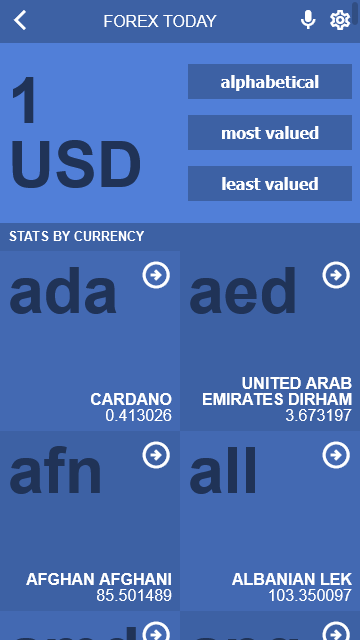 FOREX TODAY
1
USD
alphabetical
most valued
least valued
STATS BY CURRENCY
ada
CARDANO
0.413026
aed
UNITED ARAB
EMIRATES DIRHAM
3.673197
afn
AFGHAN AFGHANI
85.501489
all
ALBANIAN LEK
103.350097